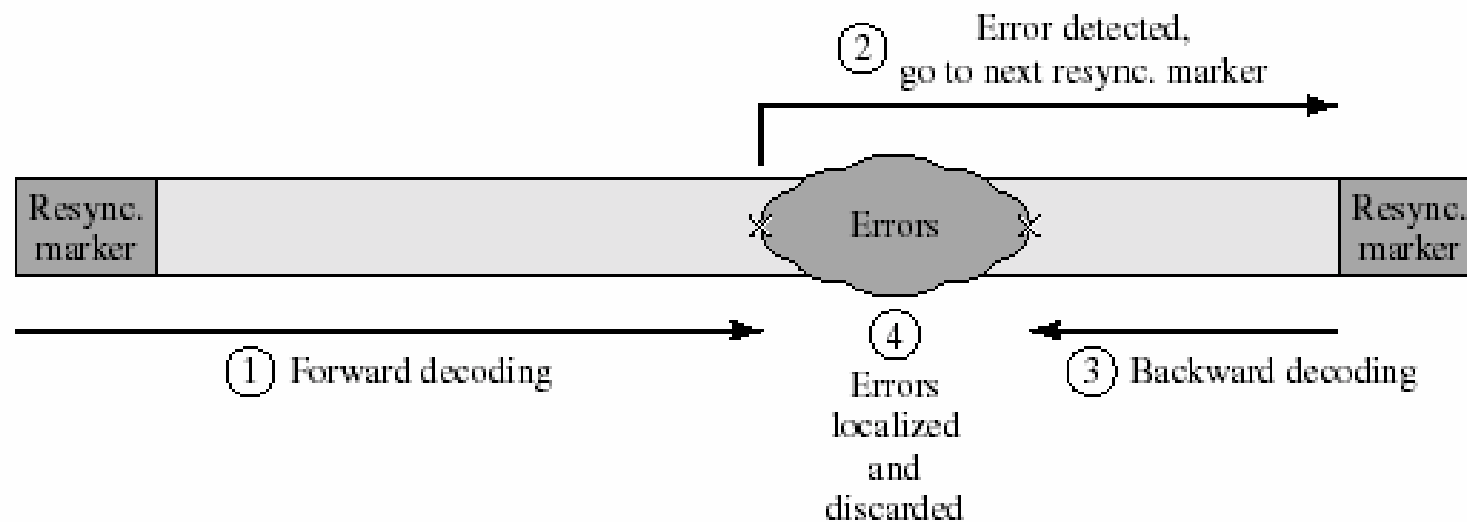 2 Error detected,
go to next resync. marker
Resync.
marker
Errors
Resync.
marker
1 Forward decoding
4
Errors
localized
and
discarded
3 Backward decoding